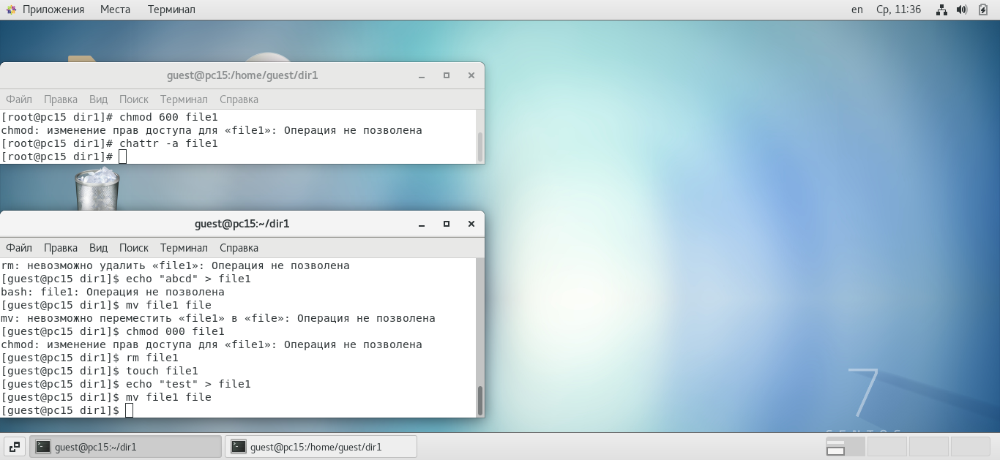 Приложения Места Терминал en Ср, 11:36
guest@pc15:/home/guest/dir1
Файл Правка Вид Поиск Терминал Справка
[root@pc15 dir1]# chmod 600 file1
chmod: изменение прав доступа для «file1»: Операция не позволена
[root@pc15 dir1]# chattr -a file1
[root@pc15 dir1]#
guest@pc15:~/dir1
Файл Правка Вид Поиск Терминал Справка
rm: невозможно удалить «file1»: Операция не позволена
[guest@pc15 dir1]$ echo "abcd" > file1
bash: file1: Операция не позволена
[guest@pc15 dir1]$ mv file1 file
mv: невозможно переместить «file1» в «file»: Операция не позволена
[guest@pc15 dir1]$ chmod 000 file1
chmod: изменение прав доступа для «file1»: Операция не позволена
[guest@pc15 dir1]$ rm file1
[guest@pc15 dir1]$ touch file1
[guest@pc15 dir1]$ echo "test" > file1
[guest@pc15 dir1]$ mv file1 file
[guest@pc15 dir1]$
7
guest@pc15:~/dir1 guest@pc15:/home/guest/dir1